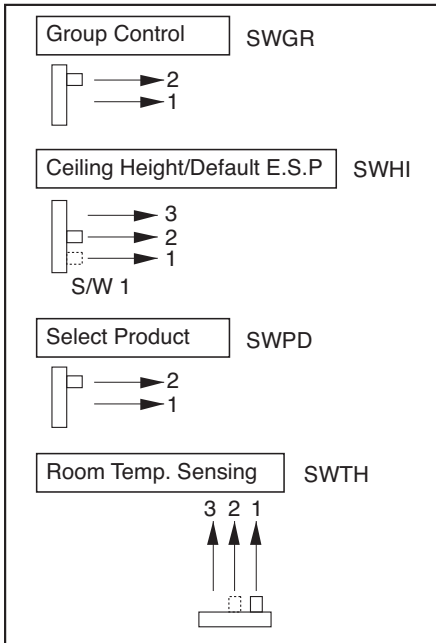 Group Control SWGR
2
1
Ceiling Height/Default E.S.P SWHI
3
2
1
S/W 1
Select Product SWPD
2
1
Room Temp. Sensing SWTH
3 2 1